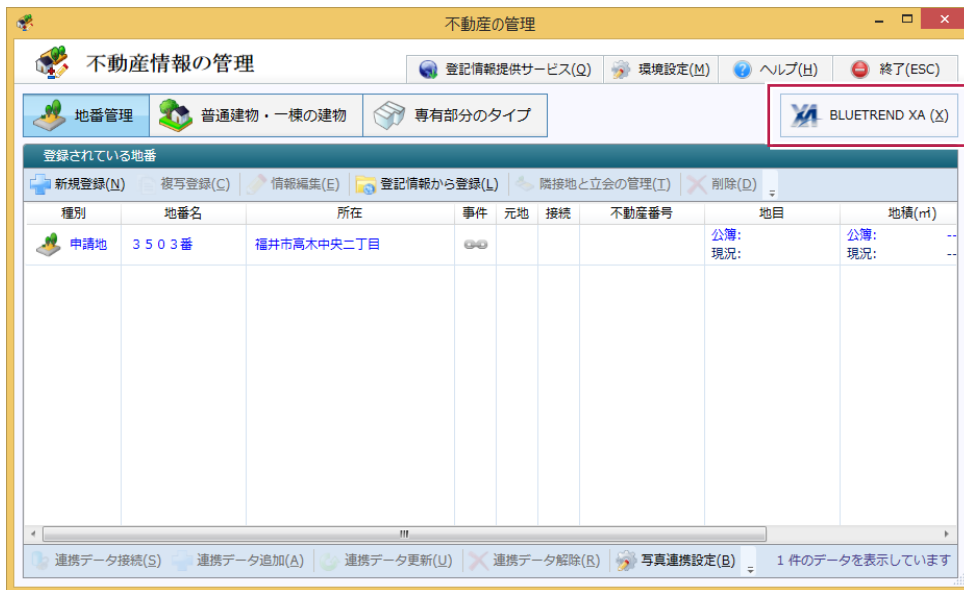 不動産の管理
不動産情報の管理
登記情報提供サービス(O) 環境設定(M) ヘルプ(H) 終了(ESC)
地番管理 普通建物・一棟の建物 専有部分のタイプ BLUETREND XA (X)
登録されている地番
新規登録(N) 複写登録(C) 情報編集(E) 登記情報から登録(L) 隣接地と立会の管理(T) 削除(D)
種別 地番名 所在 事件 元地 接続 不動産番号 地目 地積(㎡)
申請地 3503番 福井市高木中央二丁目 公簿: 公簿: --
現況: 現況: --
連携データ接続(S) 連携データ追加(A) 連携データ更新(U) 連携データ解除(R) 写真連携設定(B) 1 件のデータを表示しています